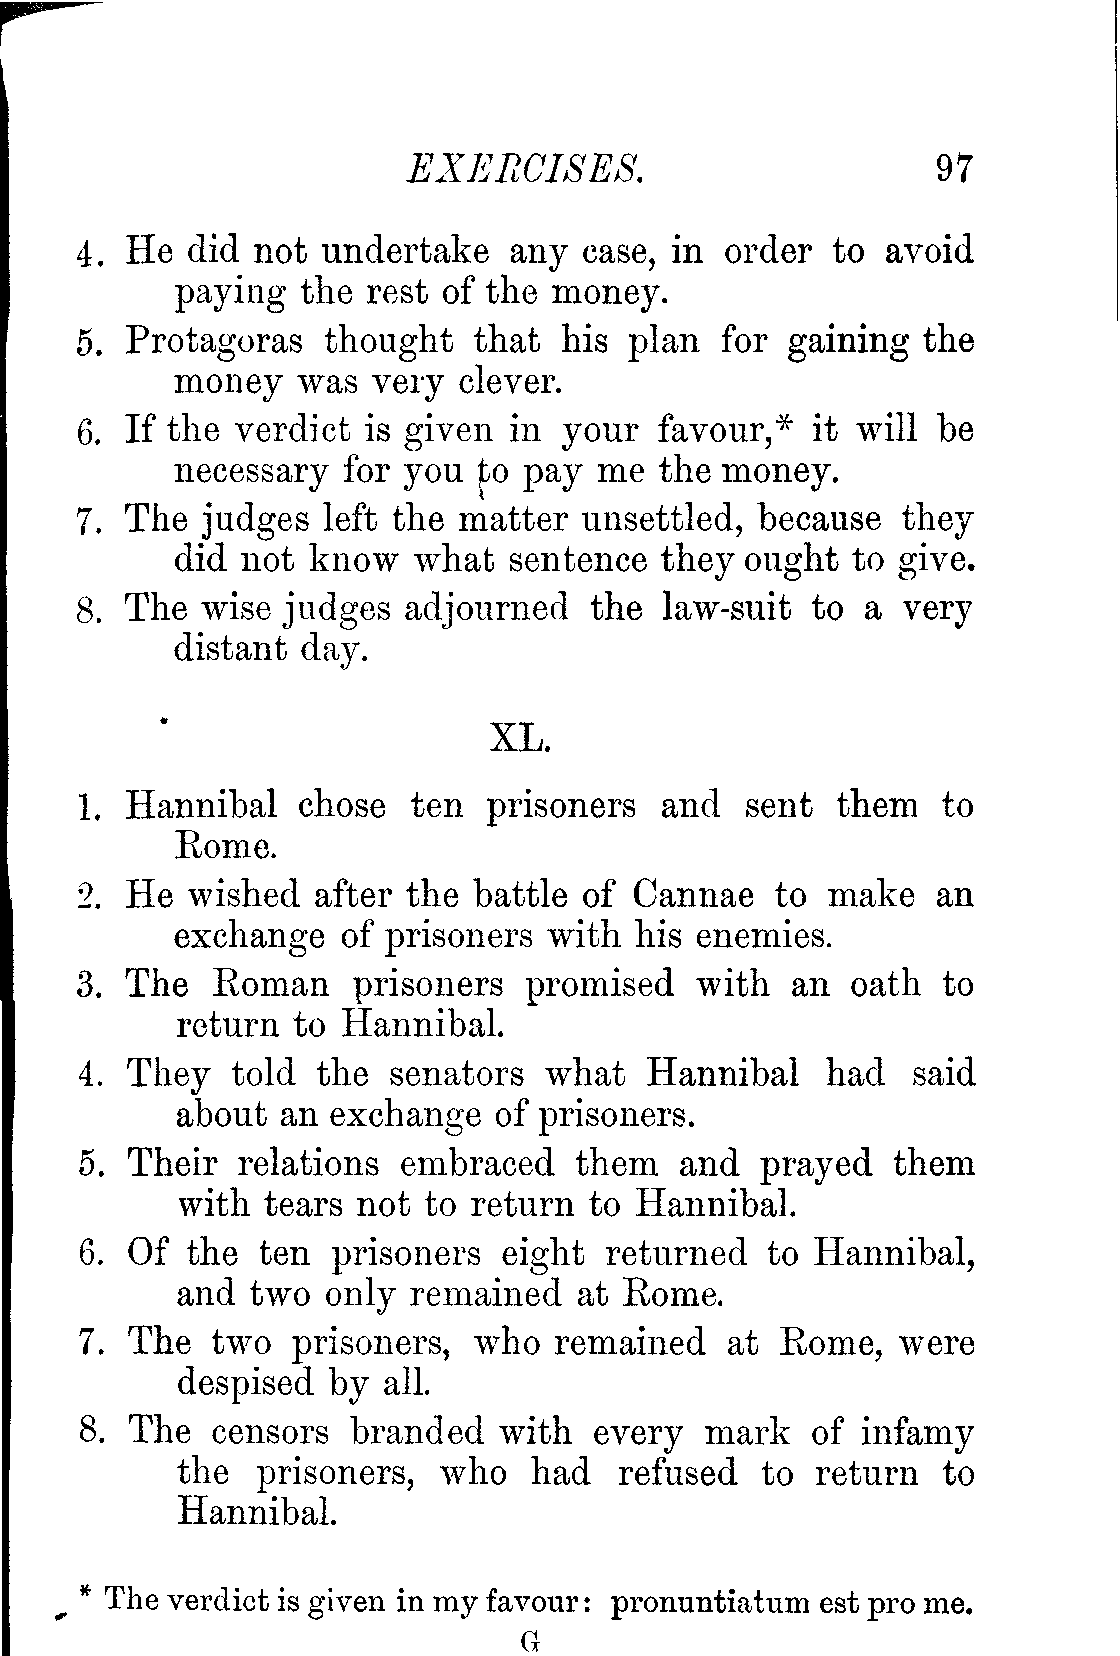 EXERCISES. 97
4. He did not undertake any case, in order to avoid
paying the rest of the money.
5. Protagoras thought that his plan for gaining the
money was very clever.
6. If the verdict is given in your favour,* it will be
necessary for you to pay me the money.
7. The judges left the matter unsettled, because they
did not know what sentence they ought to give.
8. The wise judges adjourned the law-suit to a very
distant day.
XL.
1. Hannibal chose ten prisoners and sent them to
Rome.
2. He wished after the battle of Cannae to make an
exchange of prisoners with his enemies.
3. The Roman prisoners promised with an oath to
return to Hannibal.
4. They told the senators what Hannibal had said
about an exchange of prisoners.
5. Their relations embraced them and prayed them
with tears not to return to Hannibal.
6. Of the ten prisoners eight returned to Hannibal,
and two only remained at Rome.
7. The two prisoners, who remained at Rome, were
despised by all.
8. The censors branded with every mark of infamy
the prisoners, who had refused to return to
Hannibal.
* The verdict is given in my favour: pronuntiatum est pro me.
G